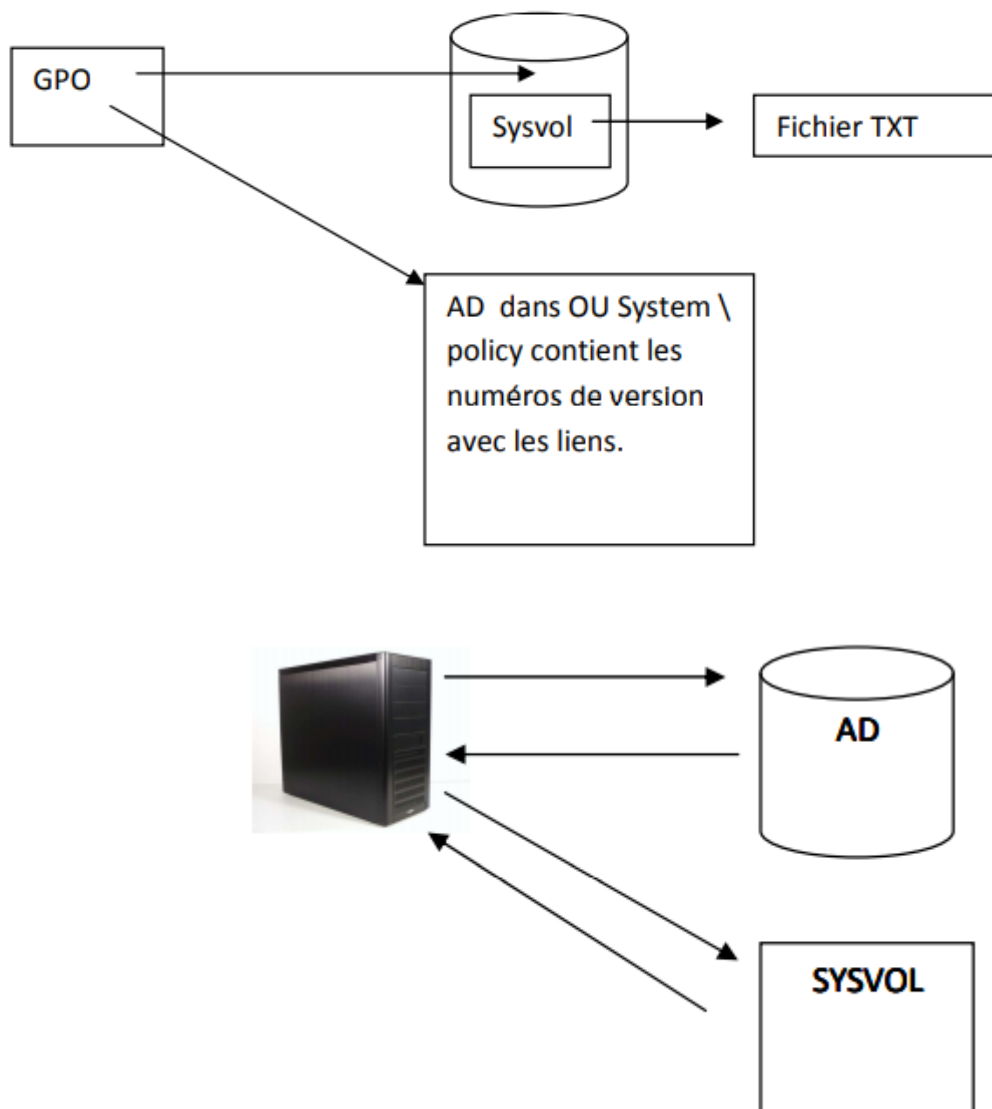 GPO
Sysvol
Fichier TXT
AD dans OU System \
policy contient les
numéros de version
avec les liens.
AD
SYSVOL